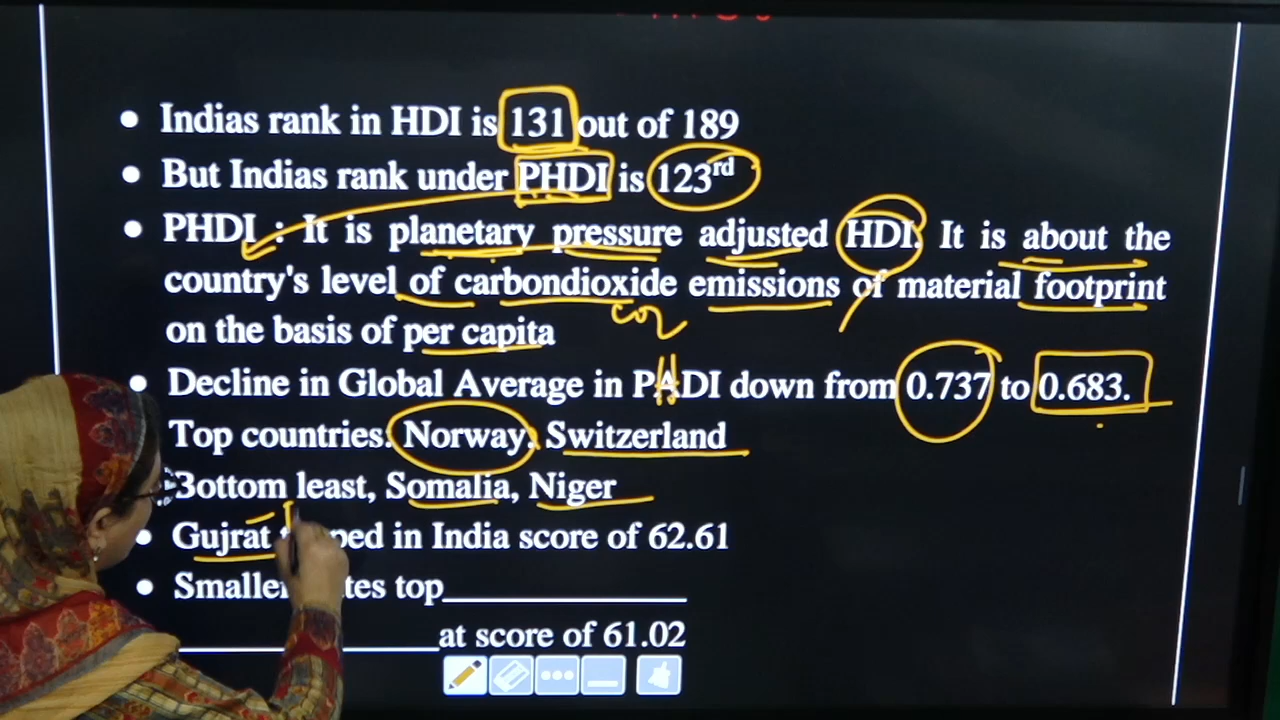 Indias rank in HDI is 131 out of 189
But Indias rank under PHDI is 123rd
PHDI : It is planetary pressure adjusted HDI. It is about the
country's level of carbondioxide emissions of material footprint
CO2
on the basis of per capita
Decline in Global Average in PADI down from 0.737 to 0.683.
Top countries. Norway, Switzerland
Bottom least, Somalia, Niger
Gujrat in India score of 62.61
Smaller top
at score of 61.02